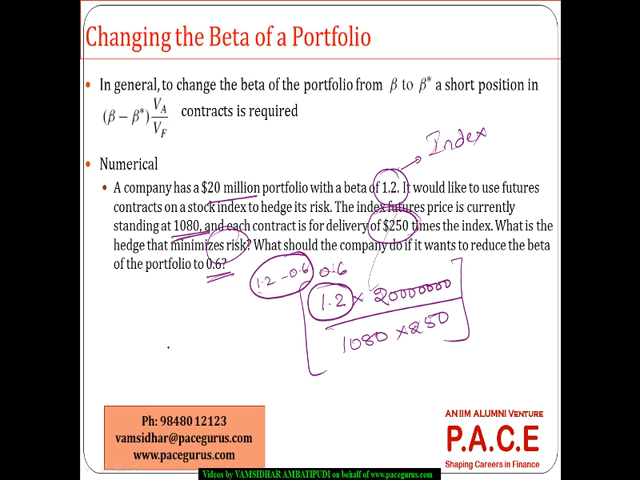 Changing the Beta of a Portfolio
• In general, to change the beta of the portfolio from β to β* a short position in
(β − β*) V_A / V_F contracts is required
• Numerical
Index
• A company has a $20 million portfolio with a beta of 1.2. It would like to use futures
contracts on a stock index to hedge its risk. The index futures price is currently
standing at 1080, and each contract is for delivery of $250 times the index. What is the
hedge that minimizes risk? What should the company do if it wants to reduce the beta
of the portfolio to 0.6?
1.2 - 0.6 0.6
1.2 × 20000000
1080 × 250
Ph: 98480 12123
vamsidhar@pacegurus.com
www.pacegurus.com
AN IIM ALUMNI VENTURE
P.A.C.E
Shaping Careers in Finance
Videos by VAMSIDHAR AMBATIPUDI on behalf of www.pacegurus.com